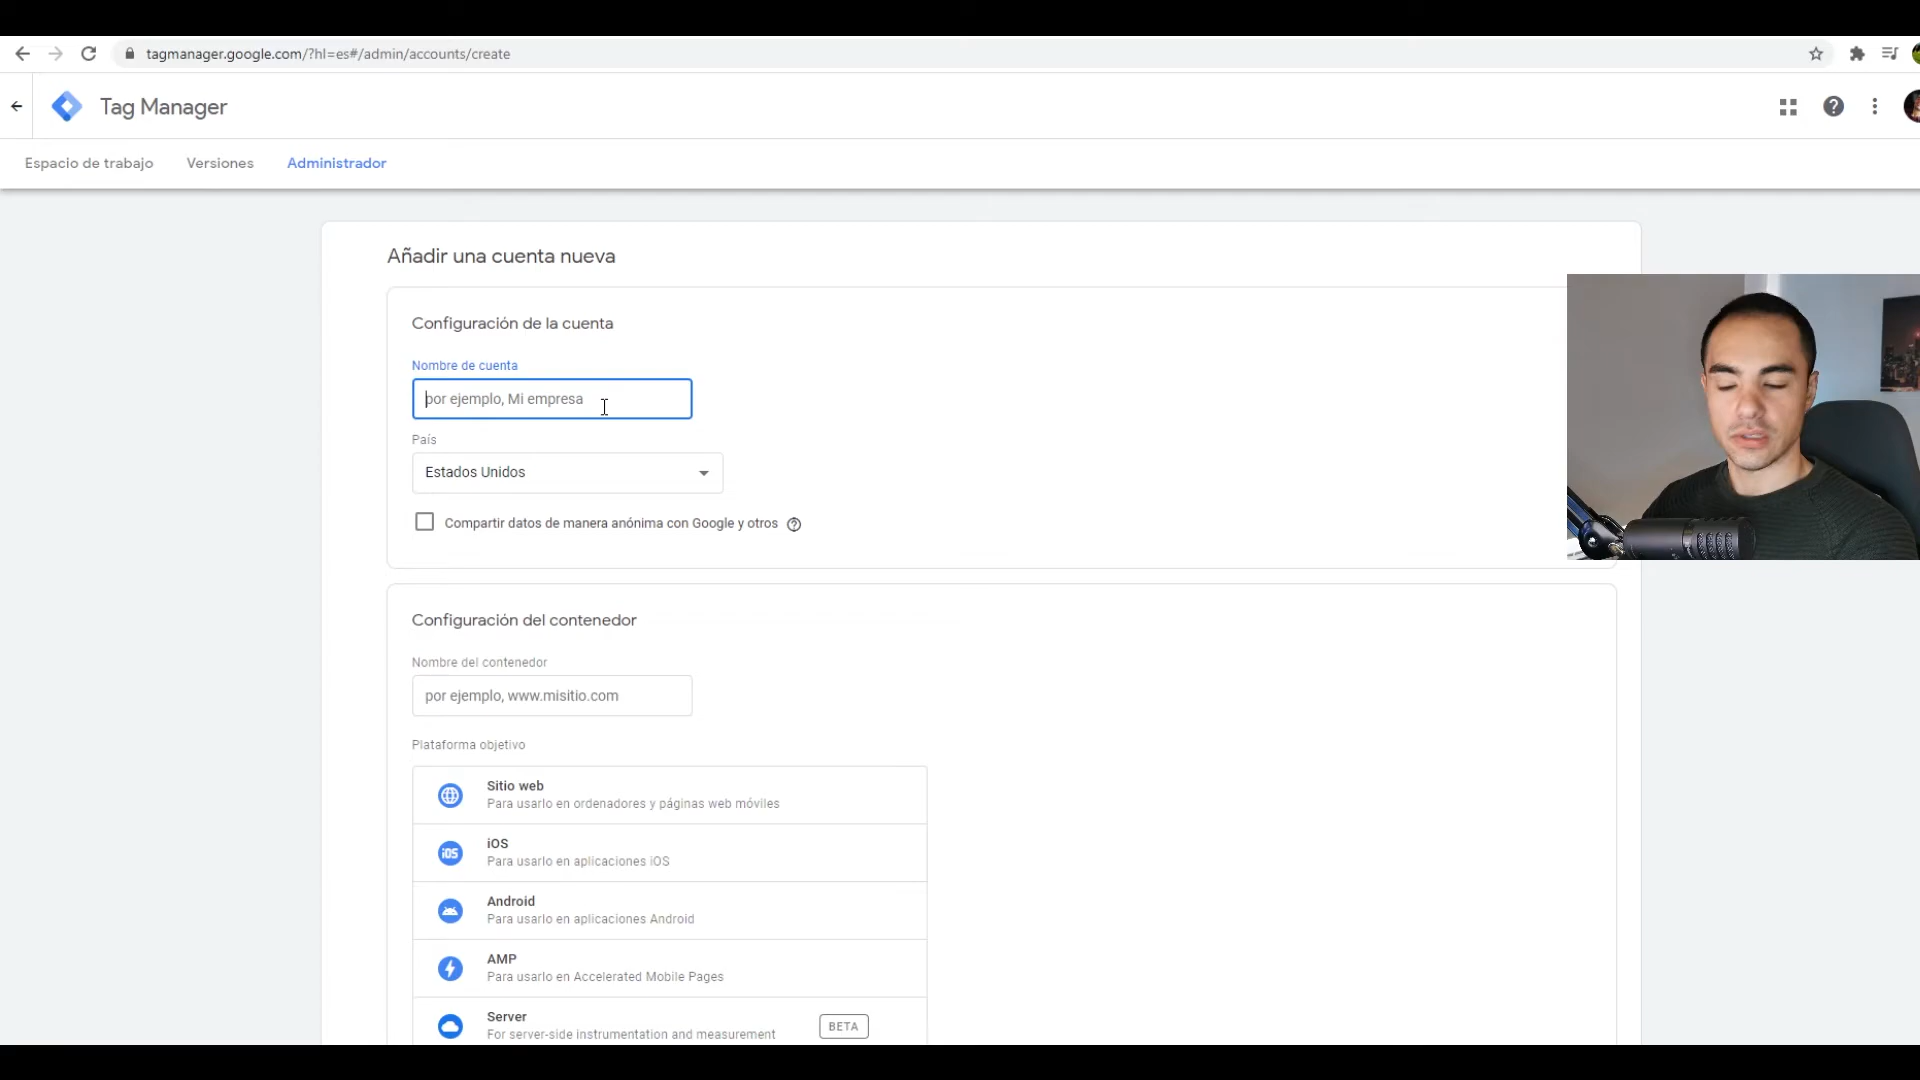 tagmanager.google.com/?hl=es#/admin/accounts/create
Tag Manager
Espacio de trabajo
Versiones
Administrador
Añadir una cuenta nueva
Configuración de la cuenta
Nombre de cuenta
por ejemplo, Mi empresa
País
Estados Unidos
Compartir datos de manera anónima con Google y otros
Configuración del contenedor
Nombre del contenedor
por ejemplo, www.misitio.com
Plataforma objetivo
Sitio web
Para usarlo en ordenadores y páginas web móviles
iOS
iOS
Para usarlo en aplicaciones iOS
Android
Para usarlo en aplicaciones Android
AMP
Para usarlo en Accelerated Mobile Pages
Server
BETA
For server-side instrumentation and measurement